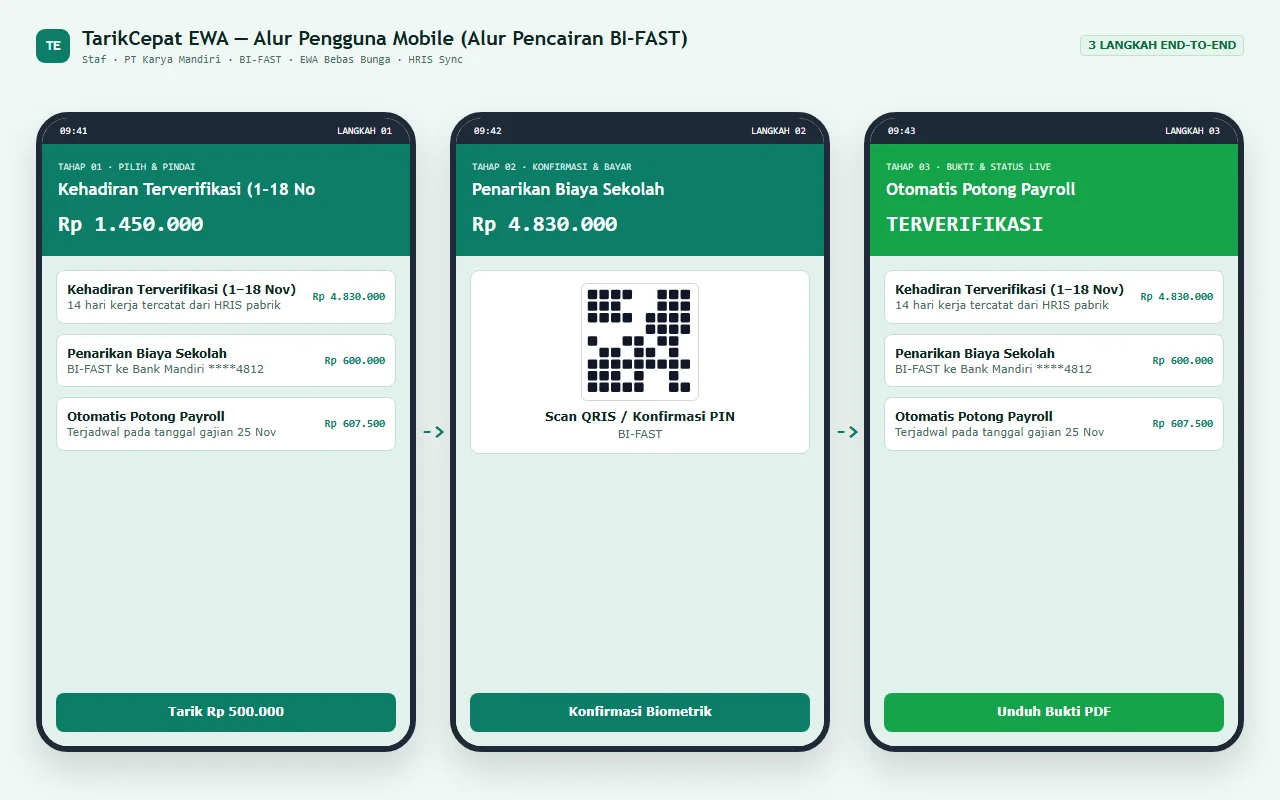 TE
TarikCepat EWA — Alur Pengguna Mobile (Alur Pencairan BI-FAST)
Staf · PT Karya Mandiri · BI-FAST · EWA Bebas Bunga · HRIS Sync
3 LANGKAH END-TO-END
09:41 LANGKAH 01
TAHAP 01 · PILIH & PINDAI
Kehadiran Terverifikasi (1–18 No
Rp 1.450.000
Kehadiran Terverifikasi (1–18 Nov)
14 hari kerja tercatat dari HRIS pabrik
Rp 4.830.000
Penarikan Biaya Sekolah
BI-FAST ke Bank Mandiri ****4812
Rp 600.000
Otomatis Potong Payroll
Terjadwal pada tanggal gajian 25 Nov
Rp 607.500
Tarik Rp 500.000
->
09:42 LANGKAH 02
TAHAP 02 · KONFIRMASI & BAYAR
Penarikan Biaya Sekolah
Rp 4.830.000
Scan QRIS / Konfirmasi PIN
BI-FAST
Konfirmasi Biometrik
->
09:43 LANGKAH 03
TAHAP 03 · BUKTI & STATUS LIVE
Otomatis Potong Payroll
TERVERIFIKASI
Kehadiran Terverifikasi (1–18 Nov)
14 hari kerja tercatat dari HRIS pabrik
Rp 4.830.000
Penarikan Biaya Sekolah
BI-FAST ke Bank Mandiri ****4812
Rp 600.000
Otomatis Potong Payroll
Terjadwal pada tanggal gajian 25 Nov
Rp 607.500
Unduh Bukti PDF